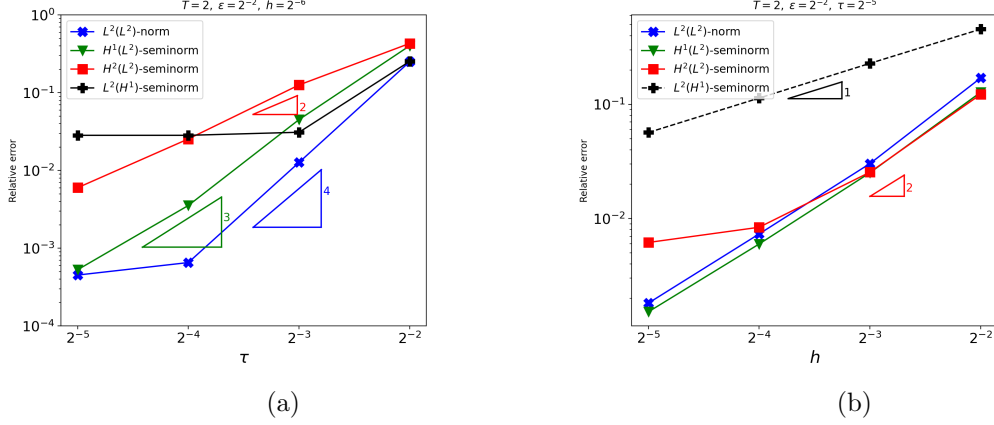 T = 2, ε = 2⁻², h = 2⁻⁶
10⁰
10⁻¹
10⁻²
10⁻³
10⁻⁴
Relative error
L²(L²)-norm
H¹(L²)-seminorm
H²(L²)-seminorm
L²(H¹)-seminorm
2
4
3
2⁻⁵ 2⁻⁴ 2⁻³ 2⁻²
τ
(a)
T = 2, ε = 2⁻², τ = 2⁻⁵
10⁻¹
10⁻²
Relative error
L²(L²)-norm
H¹(L²)-seminorm
H²(L²)-seminorm
L²(H¹)-seminorm
1
2
2⁻⁵ 2⁻⁴ 2⁻³ 2⁻²
h
(b)